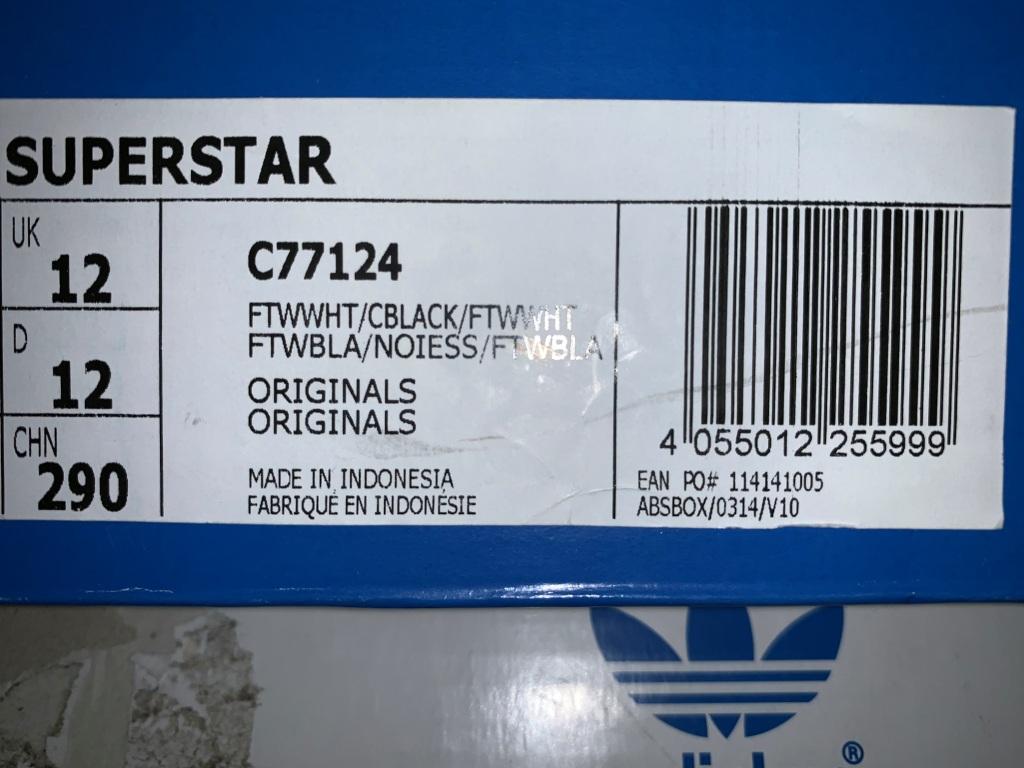 SUPERSTAR
UK
12
D
12
CHN
290
C77124
FTWWHT/CBLACK/FTWWHT
FTWBLA/NOIESS/FTWBLA
ORIGINALS
ORIGINALS
MADE IN INDONESIA
FABRIQUÉ EN INDONÉSIE
4 055012 255999
EAN PO# 114141005
ABSBOX/0314/V10
®